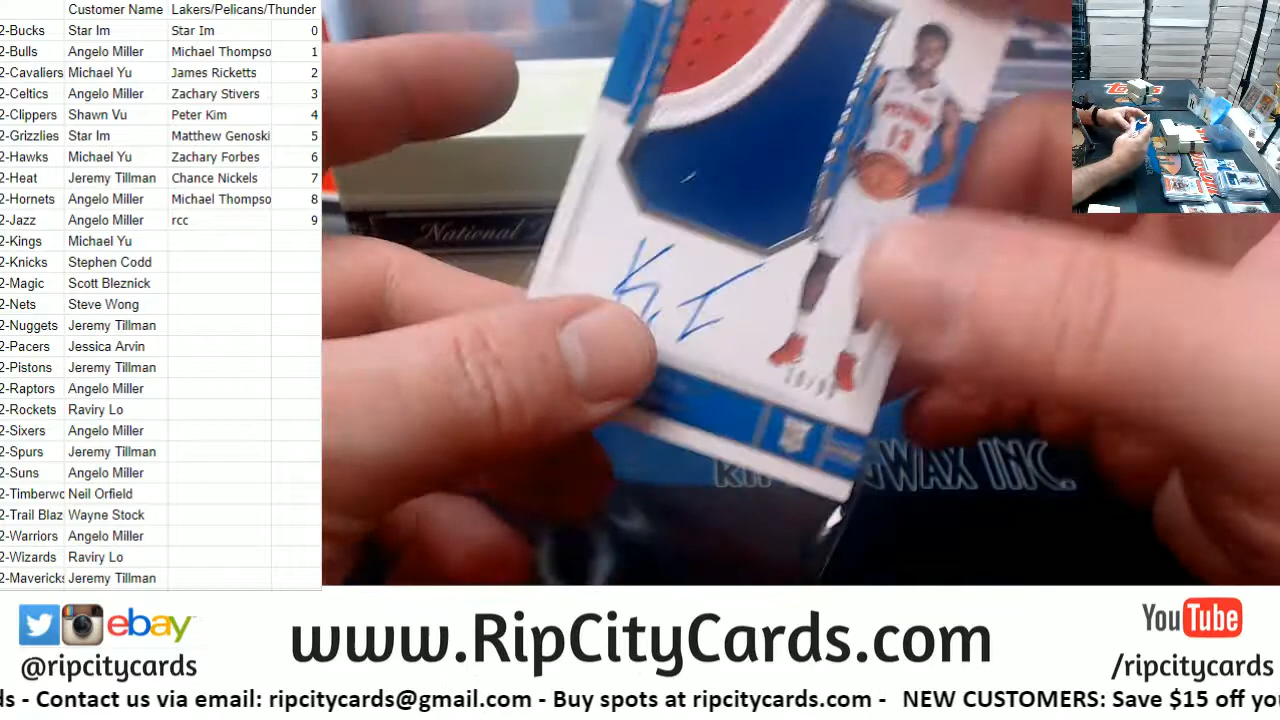 Customer Name Lakers/Pelicans/Thunder
2-Bucks Star Im Star Im 0
2-Bulls Angelo Miller Michael Thompso 1
2-Cavaliers Michael Yu James Ricketts 2
2-Celtics Angelo Miller Zachary Stivers 3
2-Clippers Shawn Vu Peter Kim 4
2-Grizzlies Star Im Matthew Genoski 5
2-Hawks Michael Yu Zachary Forbes 6
2-Heat Jeremy Tillman Chance Nickels 7
2-Hornets Angelo Miller Michael Thompso 8
2-Jazz Angelo Miller rcc 9
2-Kings Michael Yu
2-Knicks Stephen Codd
2-Magic Scott Bleznick
2-Nets Steve Wong
2-Nuggets Jeremy Tillman
2-Pacers Jessica Arvin
2-Pistons Jeremy Tillman
2-Raptors Angelo Miller
2-Rockets Raviry Lo
2-Sixers Angelo Miller
2-Spurs Jeremy Tillman
2-Suns Angelo Miller
2-Timberwo Neil Orfield
2-Trail Blaz Wayne Stock
2-Warriors Angelo Miller
2-Wizards Raviry Lo
2-Mavericks Jeremy Tillman
PISTONS
13
National
WAX INC.
ebay
@ripcitycards
www.RipCityCards.com
YouTube
/ripcitycards
ds - Contact us via email: ripcitycards@gmail.com - Buy spots at ripcitycards.com - NEW CUSTOMERS: Save $15 off you